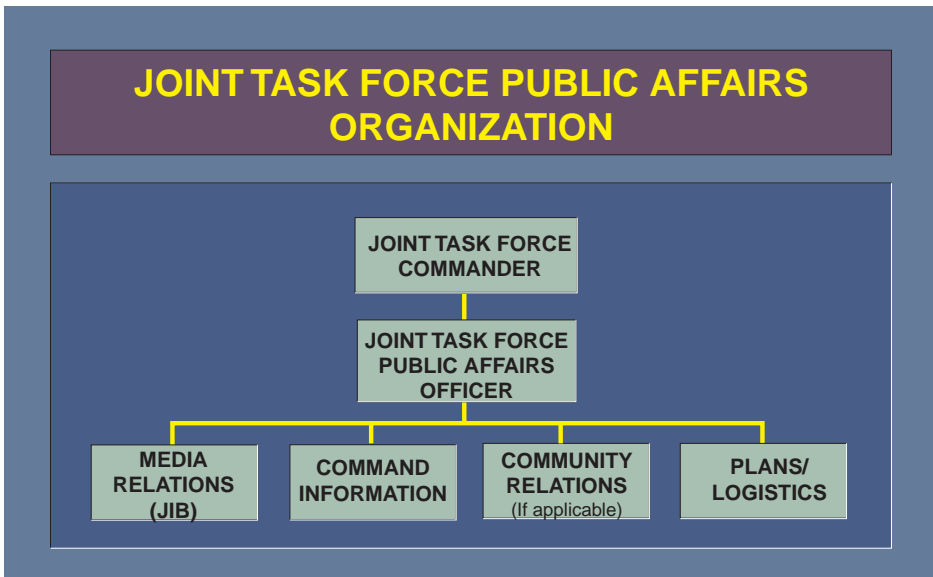 JOINT TASK FORCE PUBLIC AFFAIRS
ORGANIZATION
JOINT TASK FORCE
COMMANDER
JOINT TASK FORCE
PUBLIC AFFAIRS
OFFICER
MEDIA
RELATIONS
(JIB)
COMMAND
INFORMATION
COMMUNITY
RELATIONS
(If applicable)
PLANS/
LOGISTICS